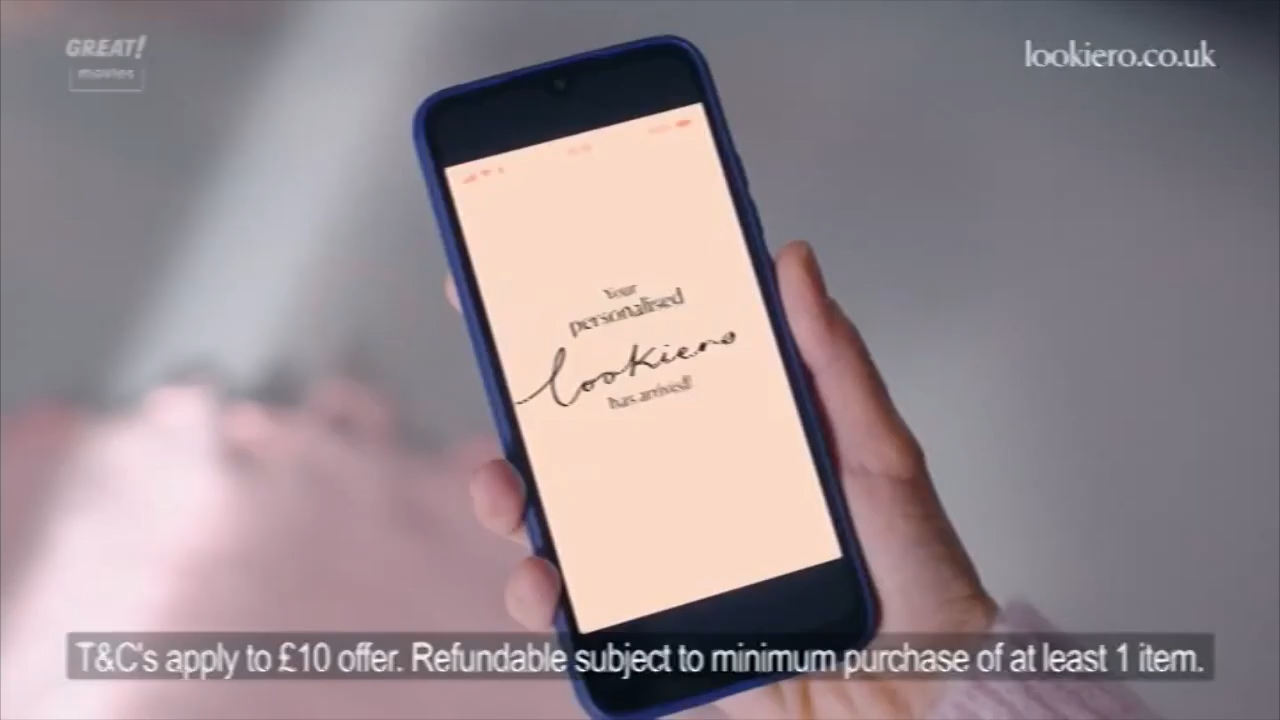 GREAT!
movies
lookiero.co.uk
Your
personalised
lookiero
has arrived!
T&C's apply to £10 offer. Refundable subject to minimum purchase of at least 1 item.